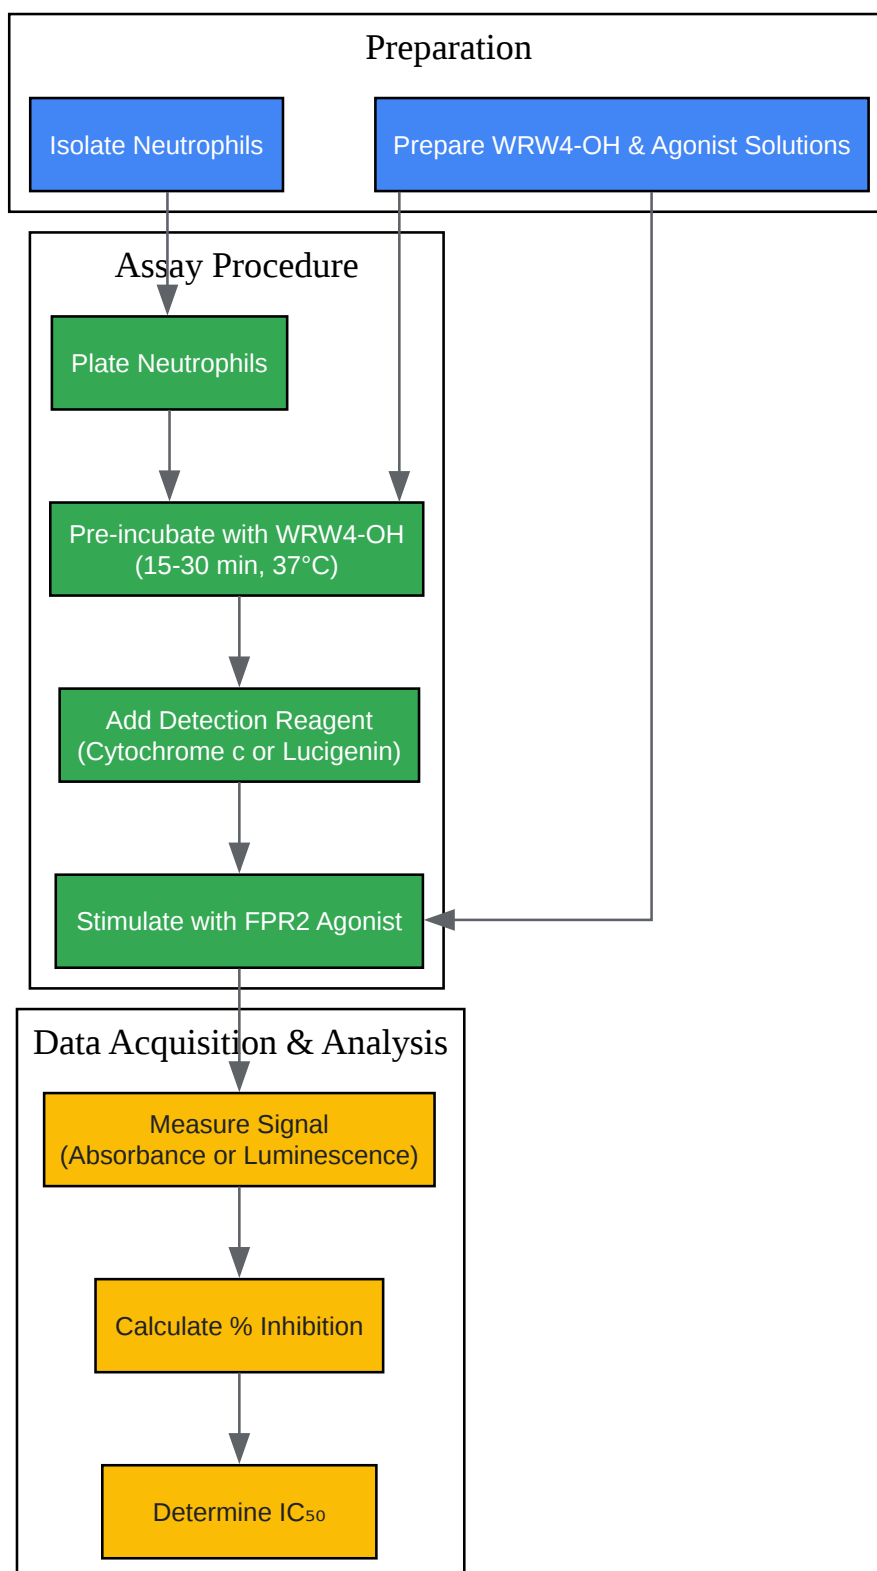 Preparation
Isolate Neutrophils
Prepare WRW4-OH & Agonist Solutions
Assay Procedure
Plate Neutrophils
Pre-incubate with WRW4-OH
(15-30 min, 37°C)
Add Detection Reagent
(Cytochrome c or Lucigenin)
Stimulate with FPR2 Agonist
Data Acquisition & Analysis
Measure Signal
(Absorbance or Luminescence)
Calculate % Inhibition
Determine IC₅₀